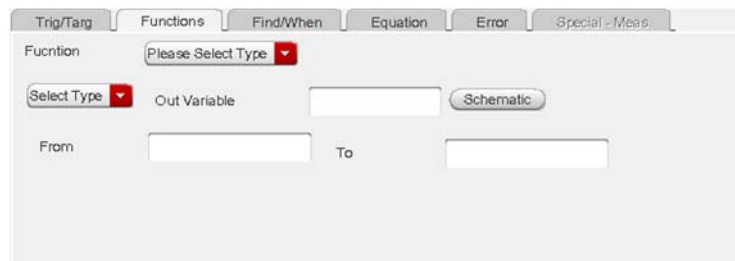 Trig/Targ Functions Find/When Equation Error Special - Meas.
Fucntion Please Select Type
Select Type Out Variable Schematic
From To